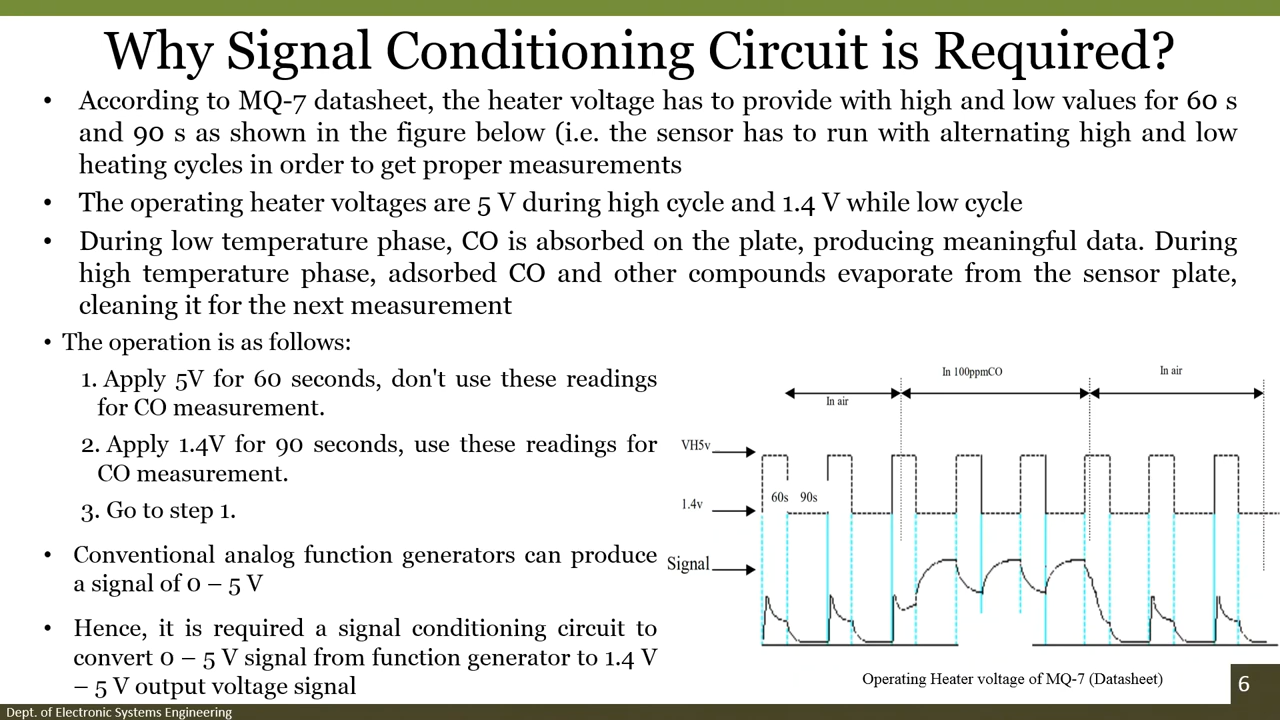 Why Signal Conditioning Circuit is Required?
• According to MQ-7 datasheet, the heater voltage has to provide with high and low values for 60 s
and 90 s as shown in the figure below (i.e. the sensor has to run with alternating high and low
heating cycles in order to get proper measurements
• The operating heater voltages are 5 V during high cycle and 1.4 V while low cycle
• During low temperature phase, CO is absorbed on the plate, producing meaningful data. During
high temperature phase, adsorbed CO and other compounds evaporate from the sensor plate,
cleaning it for the next measurement
• The operation is as follows:
1. Apply 5V for 60 seconds, don't use these readings
for CO measurement.
2. Apply 1.4V for 90 seconds, use these readings for
CO measurement.
3. Go to step 1.
• Conventional analog function generators can produce
a signal of 0 – 5 V
• Hence, it is required a signal conditioning circuit to
convert 0 – 5 V signal from function generator to 1.4 V
– 5 V output voltage signal
In air
In 100ppmCO
In air
VH5v
60s 90s
1.4v
Signal
Operating Heater voltage of MQ-7 (Datasheet)
6
Dept. of Electronic Systems Engineering